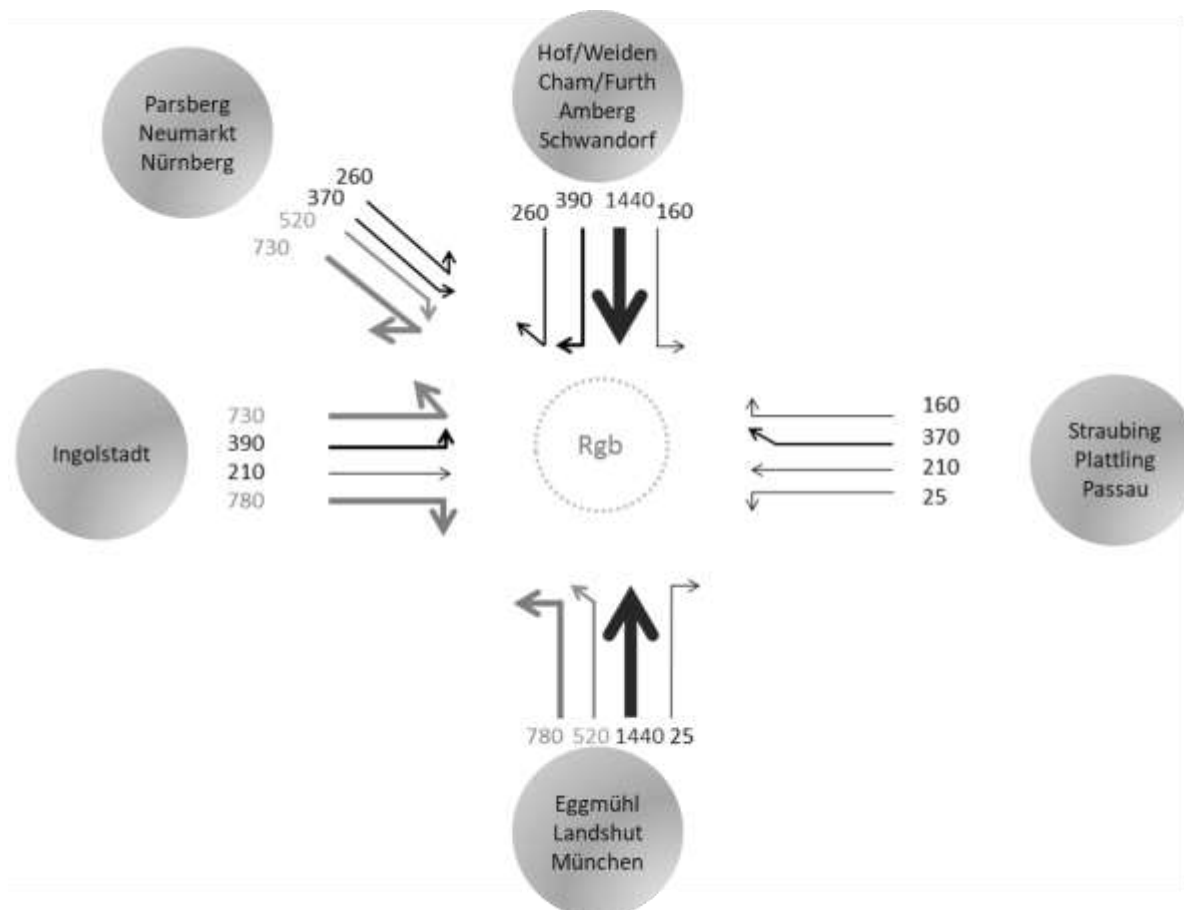 Hof/Weiden
Cham/Furth
Amberg
Schwandorf
Parsberg
Neumarkt
Nürnberg
260
370
520
730
260
390
1440
160
Ingolstadt
730
390
210
780
Rgb
160
370
210
25
Straubing
Plattling
Passau
780 520 1440 25
Eggmühl
Landshut
München